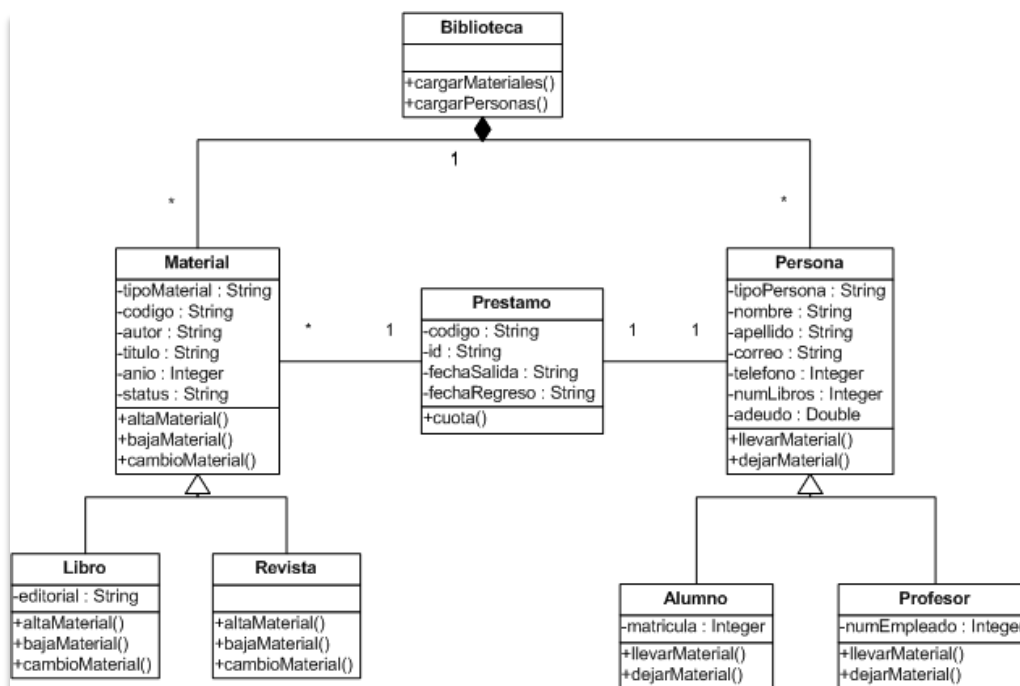 Biblioteca
+cargarMateriales()
+cargarPersonas()
1
*
*
Material
-tipoMaterial : String
-codigo : String
-autor : String
-titulo : String
-anio : Integer
-status : String
+altaMaterial()
+bajaMaterial()
+cambioMaterial()
*
1
Prestamo
-codigo : String
-id : String
-fechaSalida : String
-fechaRegreso : String
+cuota()
1
1
Persona
-tipoPersona : String
-nombre : String
-apellido : String
-correo : String
-telefono : Integer
-numLibros : Integer
-adeudo : Double
+llevarMaterial()
+dejarMaterial()
Libro
-editorial : String
+altaMaterial()
+bajaMaterial()
+cambioMaterial()
Revista
+altaMaterial()
+bajaMaterial()
+cambioMaterial()
Alumno
-matricula : Integer
+llevarMaterial()
+dejarMaterial()
Profesor
-numEmpleado : Integer
+llevarMaterial()
+dejarMaterial()